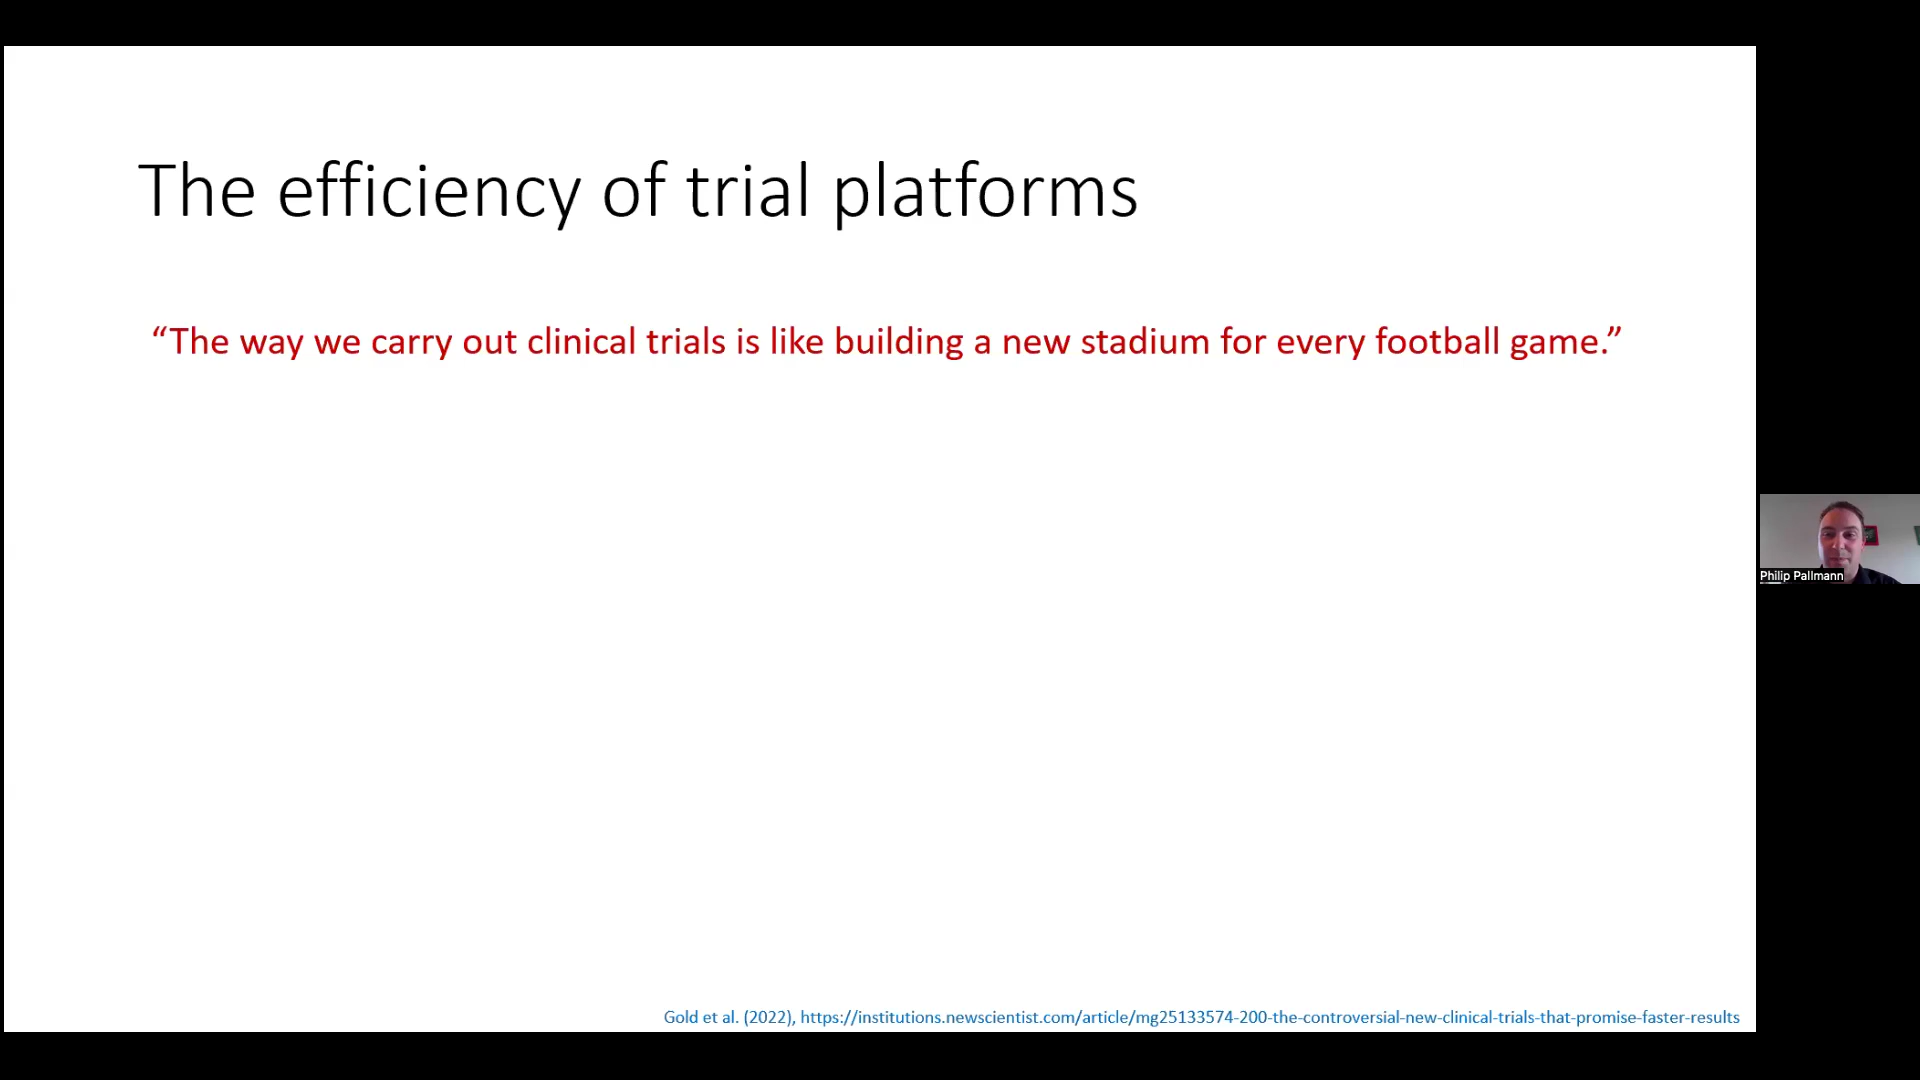 The efficiency of trial platforms
“The way we carry out clinical trials is like building a new stadium for every football game.”
Philip Pallmann
Gold et al. (2022), https://institutions.newscientist.com/article/mg25133574-200-the-controversial-new-clinical-trials-that-promise-faster-results